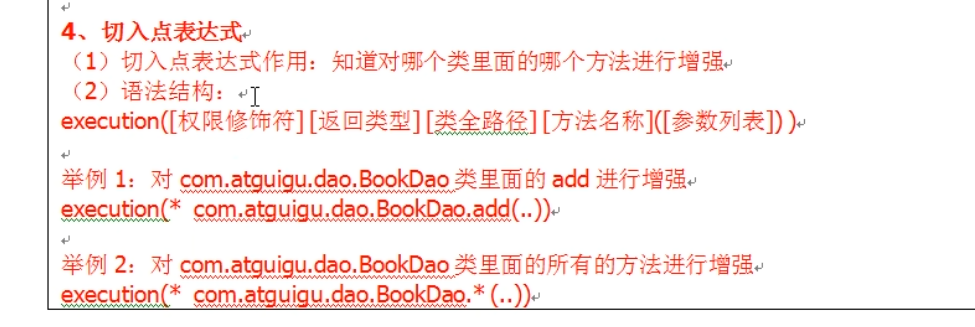 4、切入点表达式
（1）切入点表达式作用：知道对哪个类里面的哪个方法进行增强
（2）语法结构：
execution([权限修饰符] [返回类型] [类全路径] [方法名称]([参数列表]) )
举例 1：对 com.atguigu.dao.BookDao 类里面的 add 进行增强
execution(* com.atguigu.dao.BookDao.add(..))
举例 2：对 com.atguigu.dao.BookDao 类里面的所有的方法进行增强
execution(* com.atguigu.dao.BookDao.* (..))